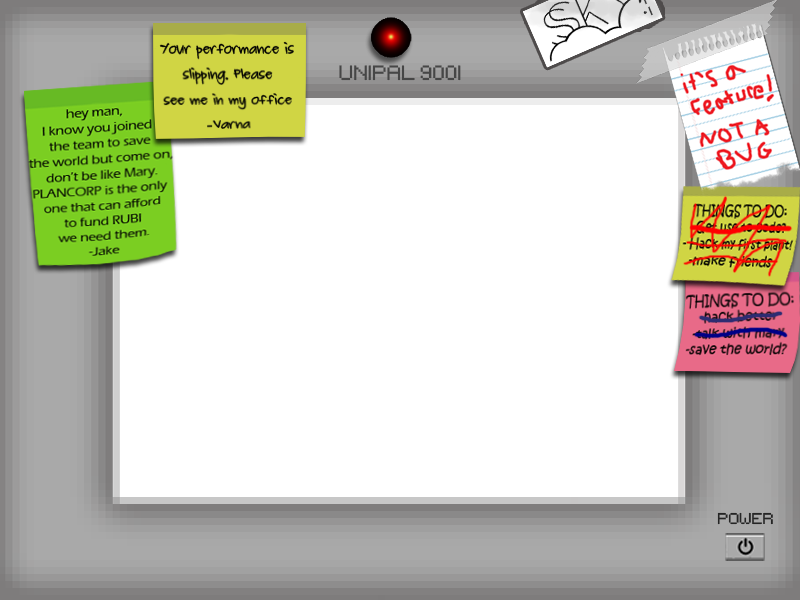 Your performance is
slipping. Please
see me in my office
-Varna
UNIPAL 9001
hey man,
I know you joined
the team to save
the world but come on,
don't be like Mary.
PLANCORP is the only
one that can afford
to fund RUBI
we need them.
-Jake
it's a
feature!
NOT A
BUG
THINGS TO DO:
-Get used to code?
-Hack my first plant!
-make friends
THINGS TO DO:
-hack better
-talk with mary
-save the world?
POWER